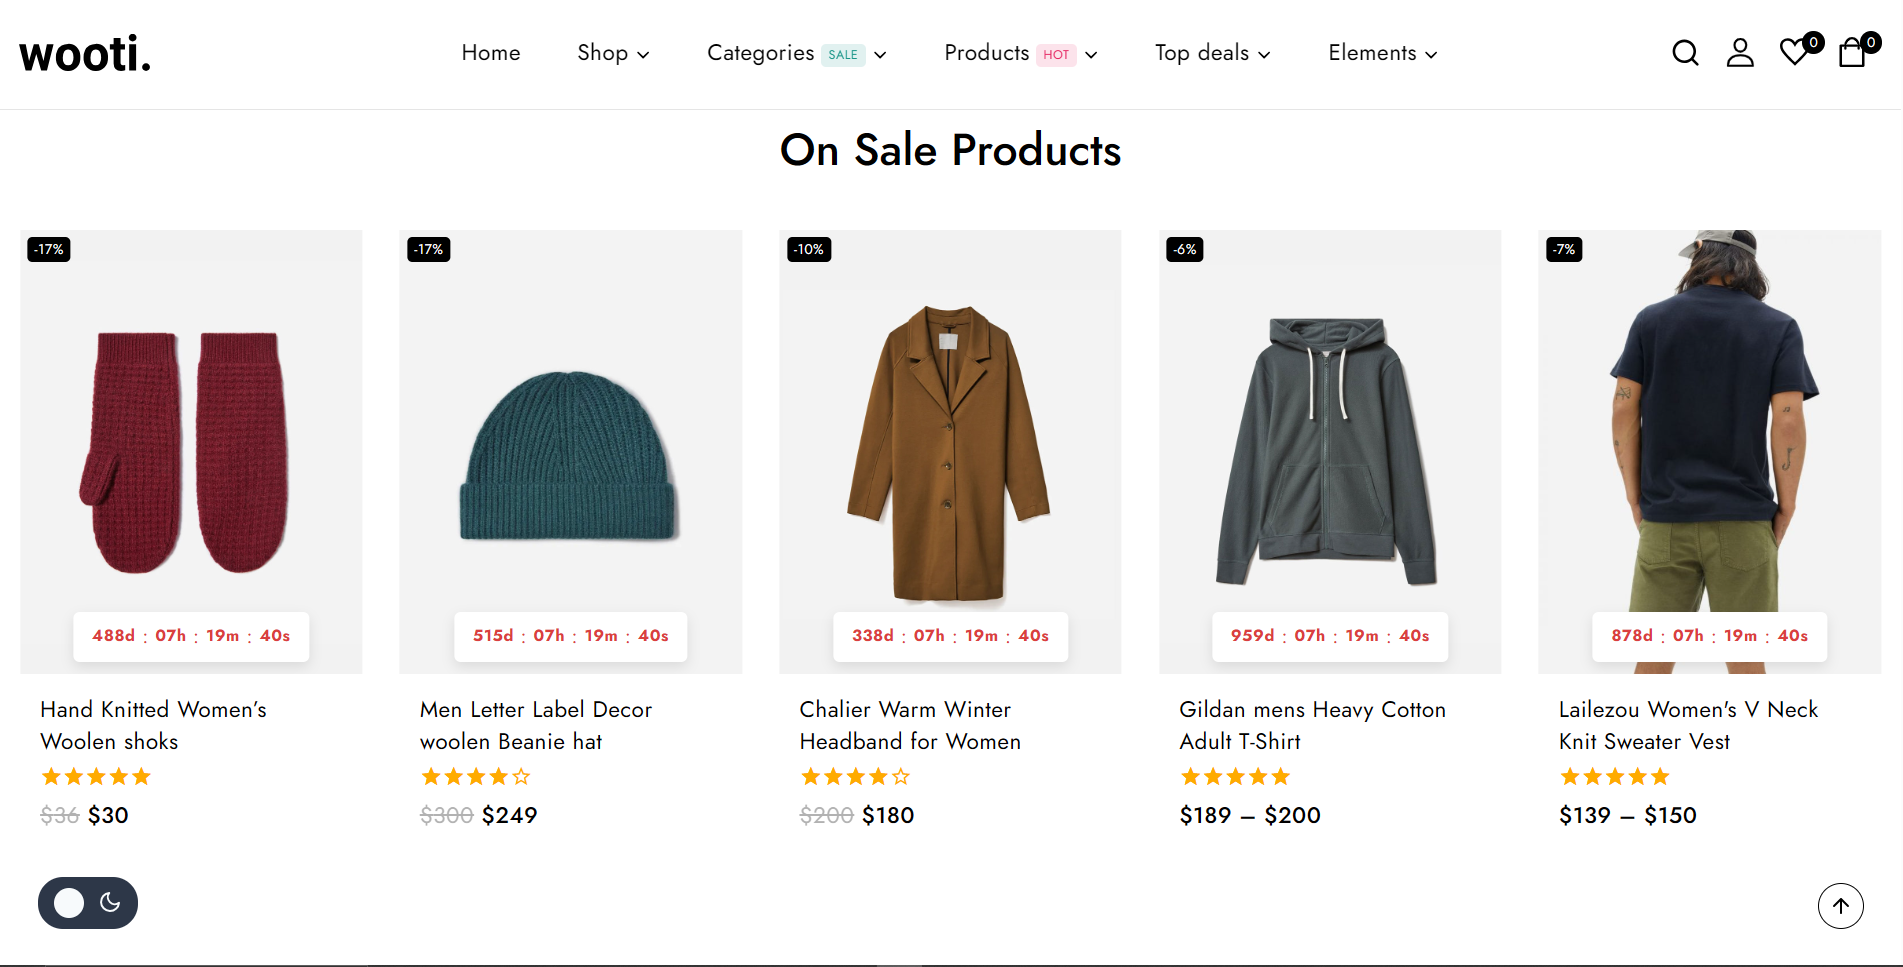 wooti.
Home
Shop
Categories SALE
Products HOT
Top deals
Elements
0
0
On Sale Products
-17%
488d : 07h : 19m : 40s
Hand Knitted Women’s
Woolen shoks
$36 $30
-17%
515d : 07h : 19m : 40s
Men Letter Label Decor
woolen Beanie hat
$300 $249
-10%
338d : 07h : 19m : 40s
Chalier Warm Winter
Headband for Women
$200 $180
-6%
959d : 07h : 19m : 40s
Gildan mens Heavy Cotton
Adult T-Shirt
$189 – $200
-7%
878d : 07h : 19m : 40s
Lailezou Women's V Neck
Knit Sweater Vest
$139 – $150